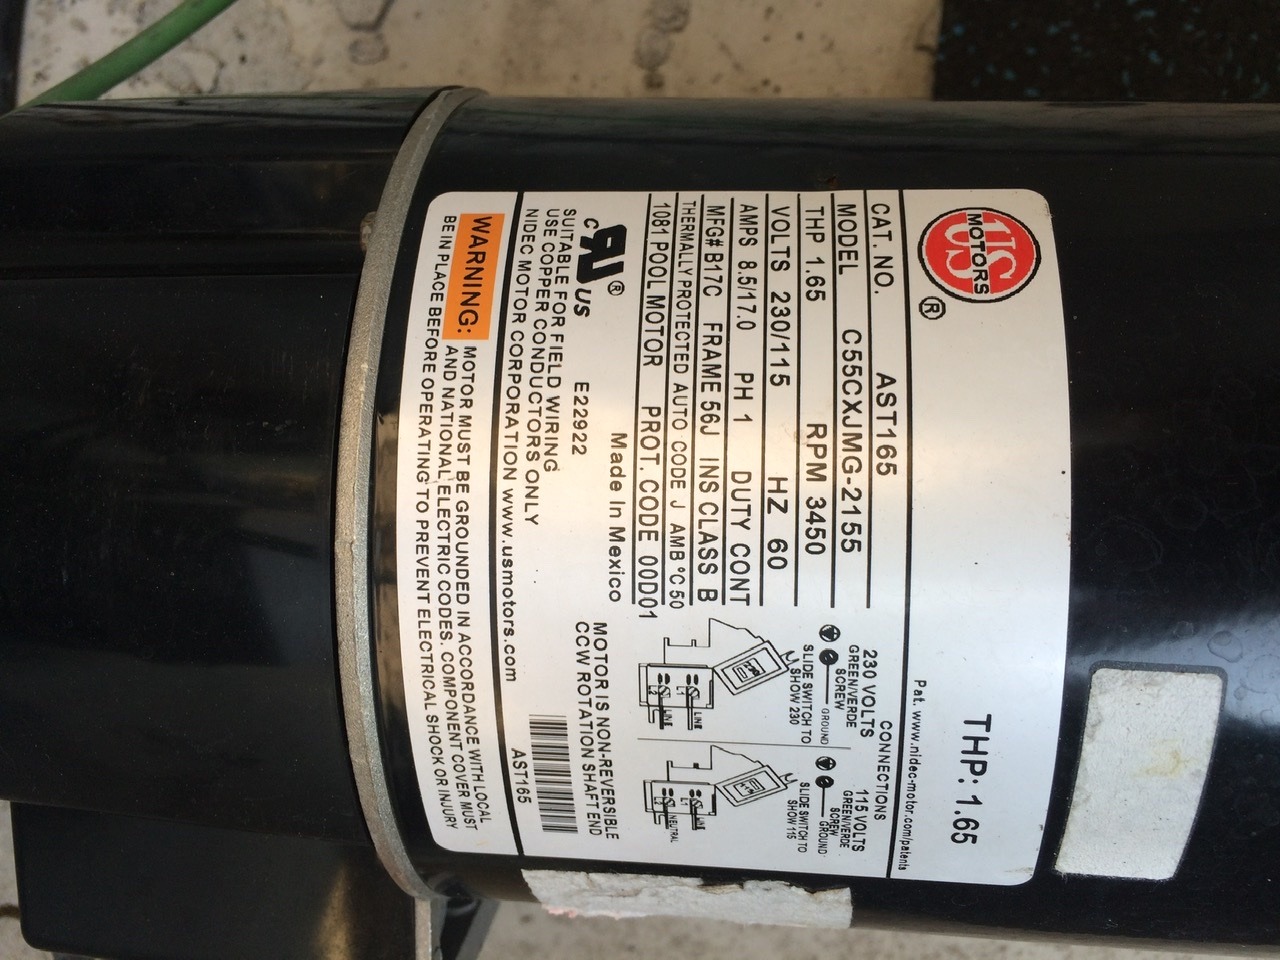 US
MOTORS
®
THP: 1.65
Pat. www.nidec-motor.com/patents
CAT. NO. AST165
MODEL C55CXJMG-2155
THP 1.65 RPM 3450
VOLTS 230/115 HZ 60
AMPS 8.5/17.0 PH 1 DUTY CONT
MFG# B17C FRAME 56J INS CLASS B
THERMALLY PROTECTED AUTO CODE J AMB °C 50
1081 POOL MOTOR PROT. CODE 00D01
CONNECTIONS
230 VOLTS
GREEN/VERDE
SCREW
GROUND
SLIDE SWITCH TO
SHOW 230
L1
LINE
L2
LINE
115 VOLTS
GREEN/VERDE
SCREW
GROUND
SLIDE SWITCH TO
SHOW 115
L1
LINE
L2
NEUTRAL
c UR US ®
E22922
Made In Mexico
SUITABLE FOR FIELD WIRING
USE COPPER CONDUCTORS ONLY
NIDEC MOTOR CORPORATION www.usmotors.com
MOTOR IS NON-REVERSIBLE
CCW ROTATION SHAFT END
AST165
WARNING: MOTOR MUST BE GROUNDED IN ACCORDANCE WITH LOCAL
AND NATIONAL ELECTRIC CODES. COMPONENT COVER MUST
BE IN PLACE BEFORE OPERATING TO PREVENT ELECTRICAL SHOCK OR INJURY